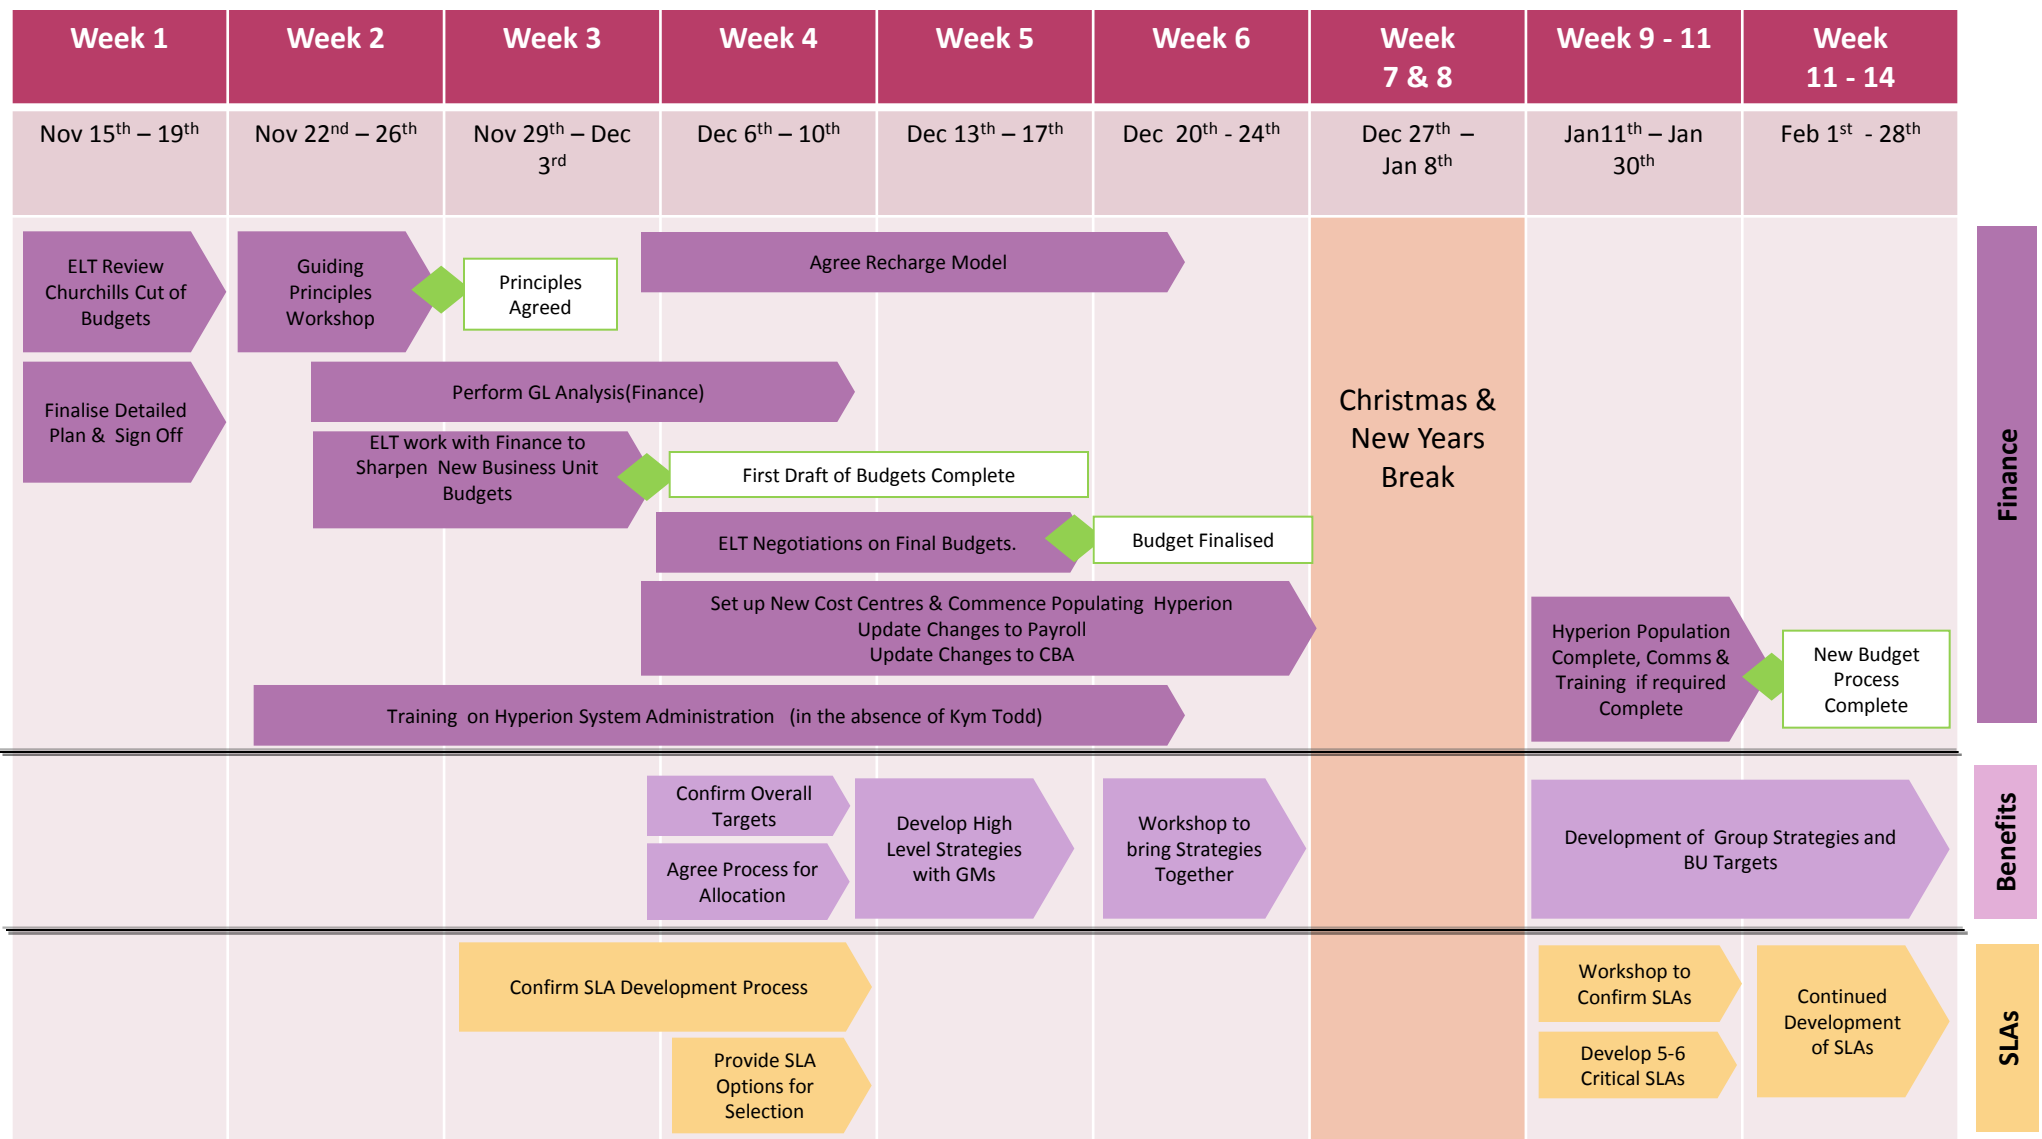 Week 1
Week 2
Week 3
Week 4
Week 5
Week 6
Week
7 & 8
Week 9 - 11
Week
11 - 14
Nov 15th – 19th
Nov 22nd – 26th
Nov 29th – Dec
3rd
Dec 6th – 10th
Dec 13th – 17th
Dec  20th - 24th
Dec 27th –
Jan 8th
Jan11th – Jan
30th
Feb 1st  - 28th
ELT Review
Churchills Cut of
Budgets
Guiding
Principles
Workshop
Principles
Agreed
Agree Recharge Model
Finalise Detailed
Plan &  Sign Off
Perform GL Analysis(Finance)
ELT work with Finance to
Sharpen  New Business Unit
Budgets
First Draft of Budgets Complete
ELT Negotiations on Final Budgets.
Budget Finalised
Christmas &
New Years
Break
Set up New Cost Centres & Commence Populating  Hyperion
Update Changes to Payroll
Update Changes to CBA
Hyperion Population
Complete, Comms &
Training  if required
Complete
New Budget
Process
Complete
Training  on Hyperion System Administration   (in the absence of Kym Todd)
Finance
Confirm Overall
Targets
Agree Process for
Allocation
Develop High
Level Strategies
with GMs
Workshop to
bring Strategies
Together
Development of  Group Strategies and
BU Targets
Benefits
Confirm SLA Development Process
Provide SLA
Options for
Selection
Workshop to
Confirm SLAs
Develop 5-6
Critical SLAs
Continued
Development
of SLAs
SLAs